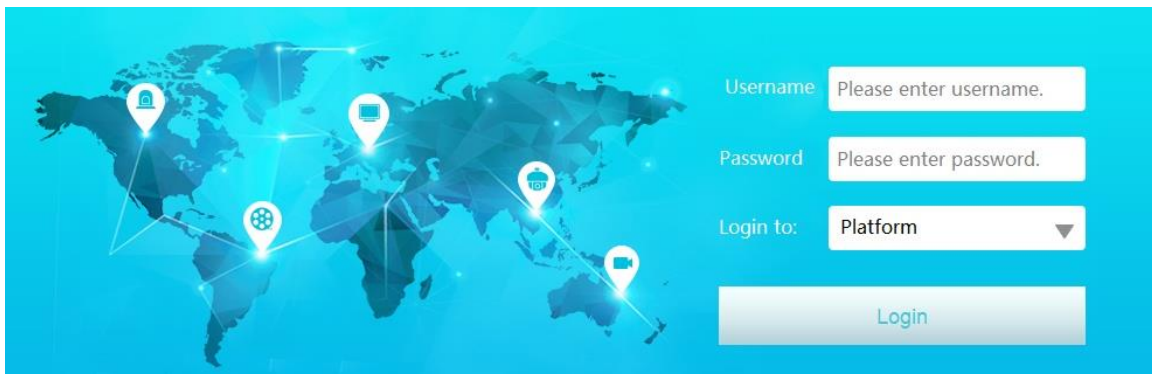 Username
Please enter username.
Password
Please enter password.
Login to:
Platform
Login